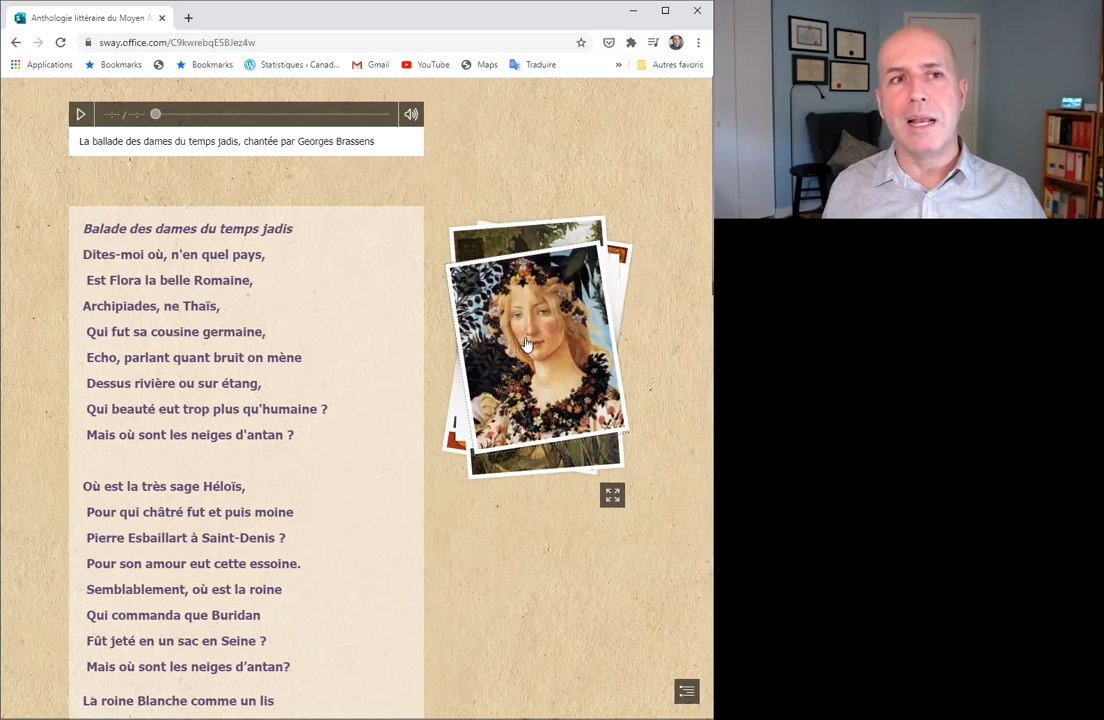 Anthologie littéraire du Moyen Â
sway.office.com/C9kwrebqE5BJez4w
Applications Bookmarks Bookmarks Statistiques ‹ Canad... Gmail YouTube Maps Traduire » Autres favoris
--:-- / --:--
La ballade des dames du temps jadis, chantée par Georges Brassens
Balade des dames du temps jadis
Dites-moi où, n'en quel pays,
Est Flora la belle Romaine,
Archipiades, ne Thaïs,
Qui fut sa cousine germaine,
Echo, parlant quant bruit on mène
Dessus rivière ou sur étang,
Qui beauté eut trop plus qu'humaine ?
Mais où sont les neiges d'antan ?
Où est la très sage Héloïs,
Pour qui châtré fut et puis moine
Pierre Esbaillart à Saint-Denis ?
Pour son amour eut cette essoine.
Semblablement, où est la roine
Qui commanda que Buridan
Fût jeté en un sac en Seine ?
Mais où sont les neiges d’antan?
La roine Blanche comme un lis